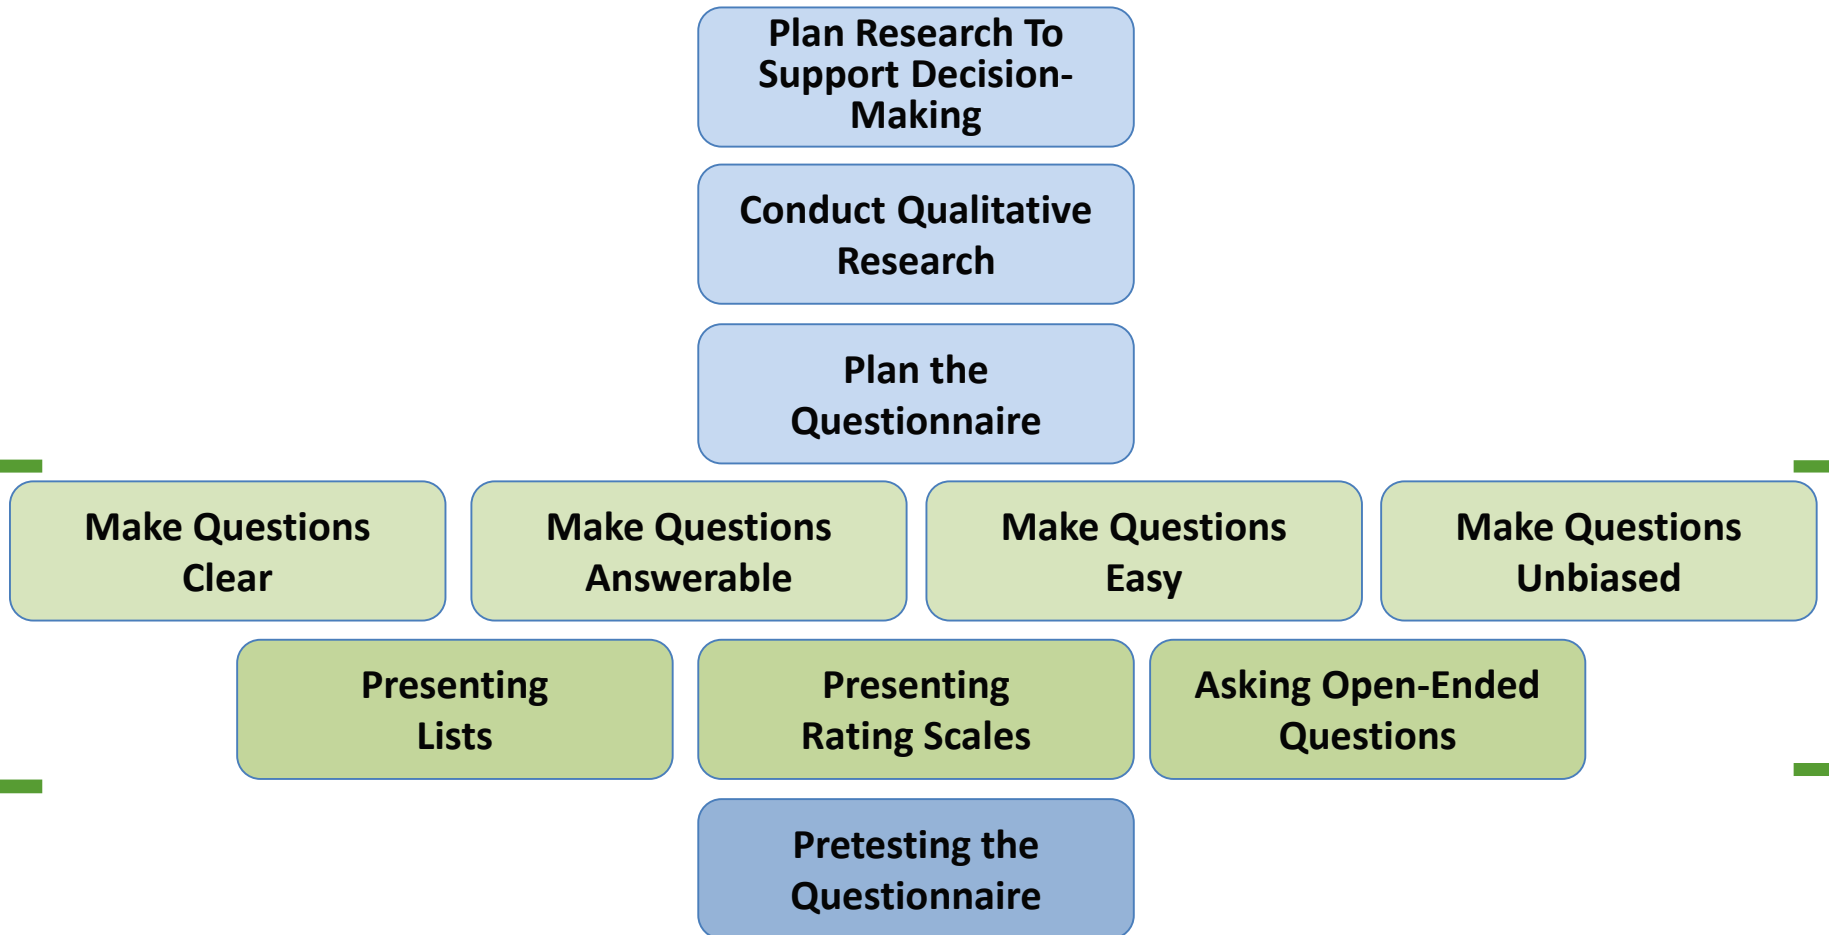 Plan Research To
Support Decision-
Making
Conduct Qualitative
Research
Plan the
Questionnaire
Make Questions
Clear
Make Questions
Answerable
Make Questions
Easy
Make Questions
Unbiased
Presenting
Lists
Presenting
Rating Scales
Asking Open-Ended
Questions
Pretesting the
Questionnaire